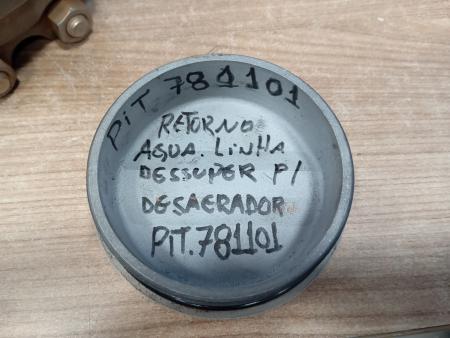 PIT 781101
RETORNO
AGUA. LINHA
DESSUPER P/
DESAERADOR
PIT.781101